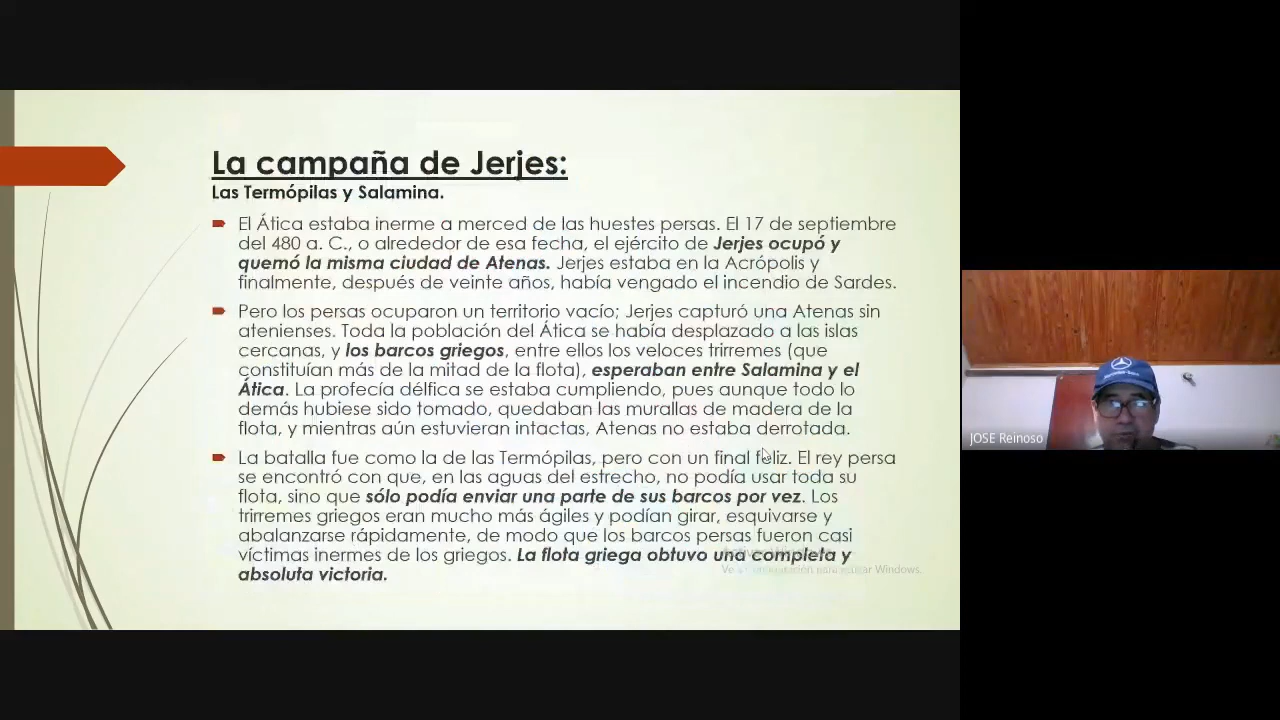 La campaña de Jerjes:
Las Termópilas y Salamina.
El Ática estaba inerme a merced de las huestes persas. El 17 de septiembre
del 480 a. C., o alrededor de esa fecha, el ejército de Jerjes ocupó y
quemó la misma ciudad de Atenas. Jerjes estaba en la Acrópolis y
finalmente, después de veinte años, había vengado el incendio de Sardes.
Pero los persas ocuparon un territorio vacío; Jerjes capturó una Atenas sin
atenienses. Toda la población del Ática se había desplazado a las islas
cercanas, y los barcos griegos, entre ellos los veloces trirremes (que
constituían más de la mitad de la flota), esperaban entre Salamina y el
Ática. La profecía délfica se estaba cumpliendo, pues aunque todo lo
demás hubiese sido tomado, quedaban las murallas de madera de la
flota, y mientras aún estuvieran intactas, Atenas no estaba derrotada.
La batalla fue como la de las Termópilas, pero con un final feliz. El rey persa
se encontró con que, en las aguas del estrecho, no podía usar toda su
flota, sino que sólo podía enviar una parte de sus barcos por vez. Los
trirremes griegos eran mucho más ágiles y podían girar, esquivarse y
abalanzarse rápidamente, de modo que los barcos persas fueron casi
víctimas inermes de los griegos. La flota griega obtuvo una completa y
absoluta victoria.
Windows.
JOSE Reinoso